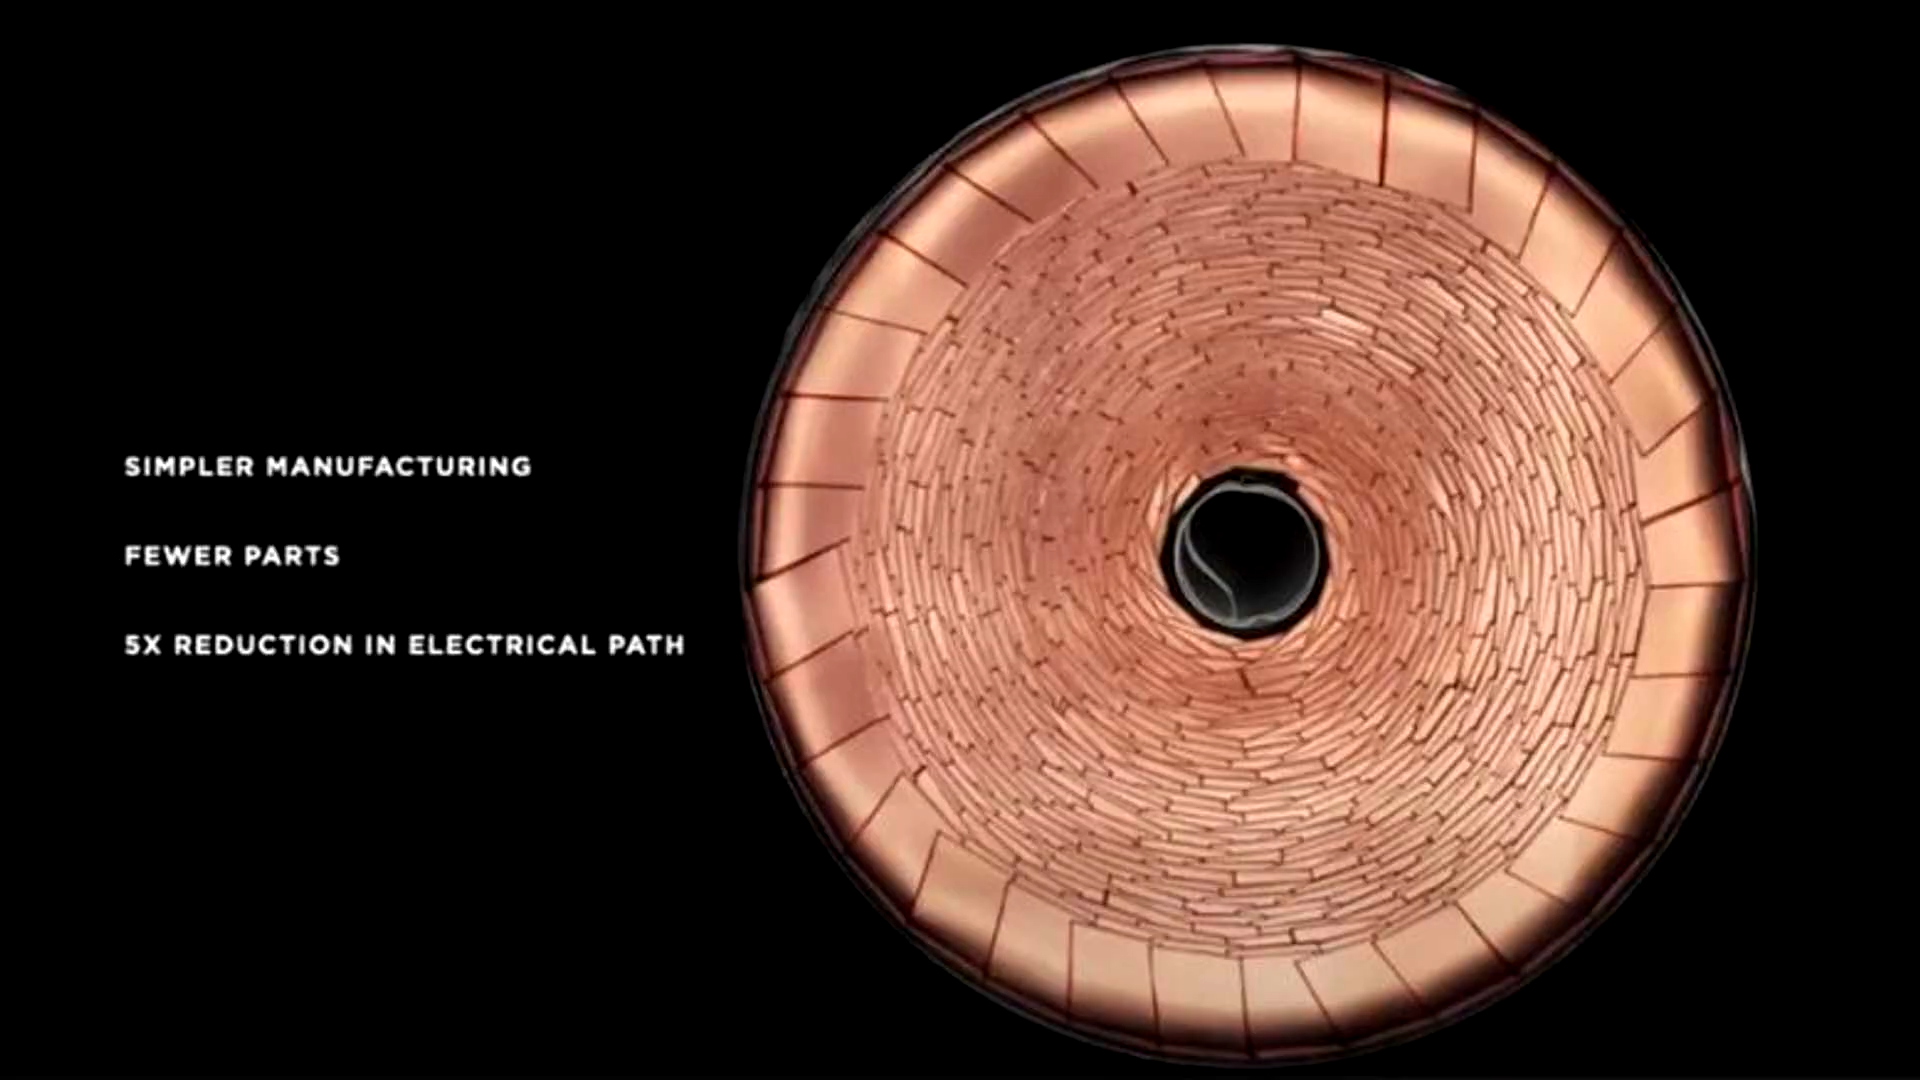 SIMPLER MANUFACTURING
FEWER PARTS
5X REDUCTION IN ELECTRICAL PATH